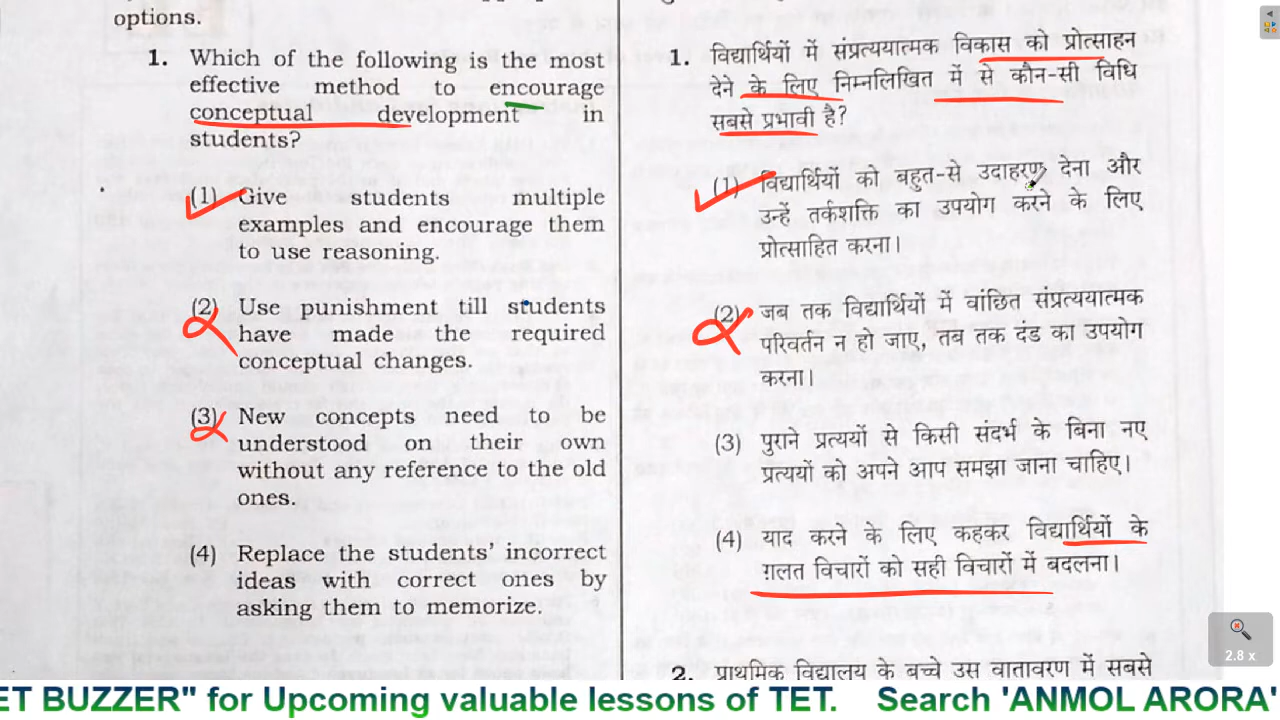 options.
1. Which of the following is the most
effective method to encourage
conceptual development in
students?
(1) Give students multiple
examples and encourage them
to use reasoning.
(2) Use punishment till students
have made the required
conceptual changes.
(3) New concepts need to be
understood on their own
without any reference to the old
ones.
(4) Replace the students' incorrect
ideas with correct ones by
asking them to memorize.
1. विद्यार्थियों में संप्रत्ययात्मक विकास को प्रोत्साहन
देने के लिए निम्नलिखित में से कौन-सी विधि
सबसे प्रभावी है?
(1) विद्यार्थियों को बहुत-से उदाहरण देना और
उन्हें तर्कशक्ति का उपयोग करने के लिए
प्रोत्साहित करना।
(2) जब तक विद्यार्थियों में वांछित संप्रत्ययात्मक
परिवर्तन न हो जाए, तब तक दंड का उपयोग
करना।
(3) पुराने प्रत्ययों से किसी संदर्भ के बिना नए
प्रत्ययों को अपने आप समझा जाना चाहिए।
(4) याद करने के लिए कहकर विद्यार्थियों के
ग़लत विचारों को सही विचारों में बदलना।
2. प्राथमिक विद्यालय के बच्चे उस वातावरण में सबसे
2.8 x
ET BUZZER" for Upcoming valuable lessons of TET. Search 'ANMOL ARORA'